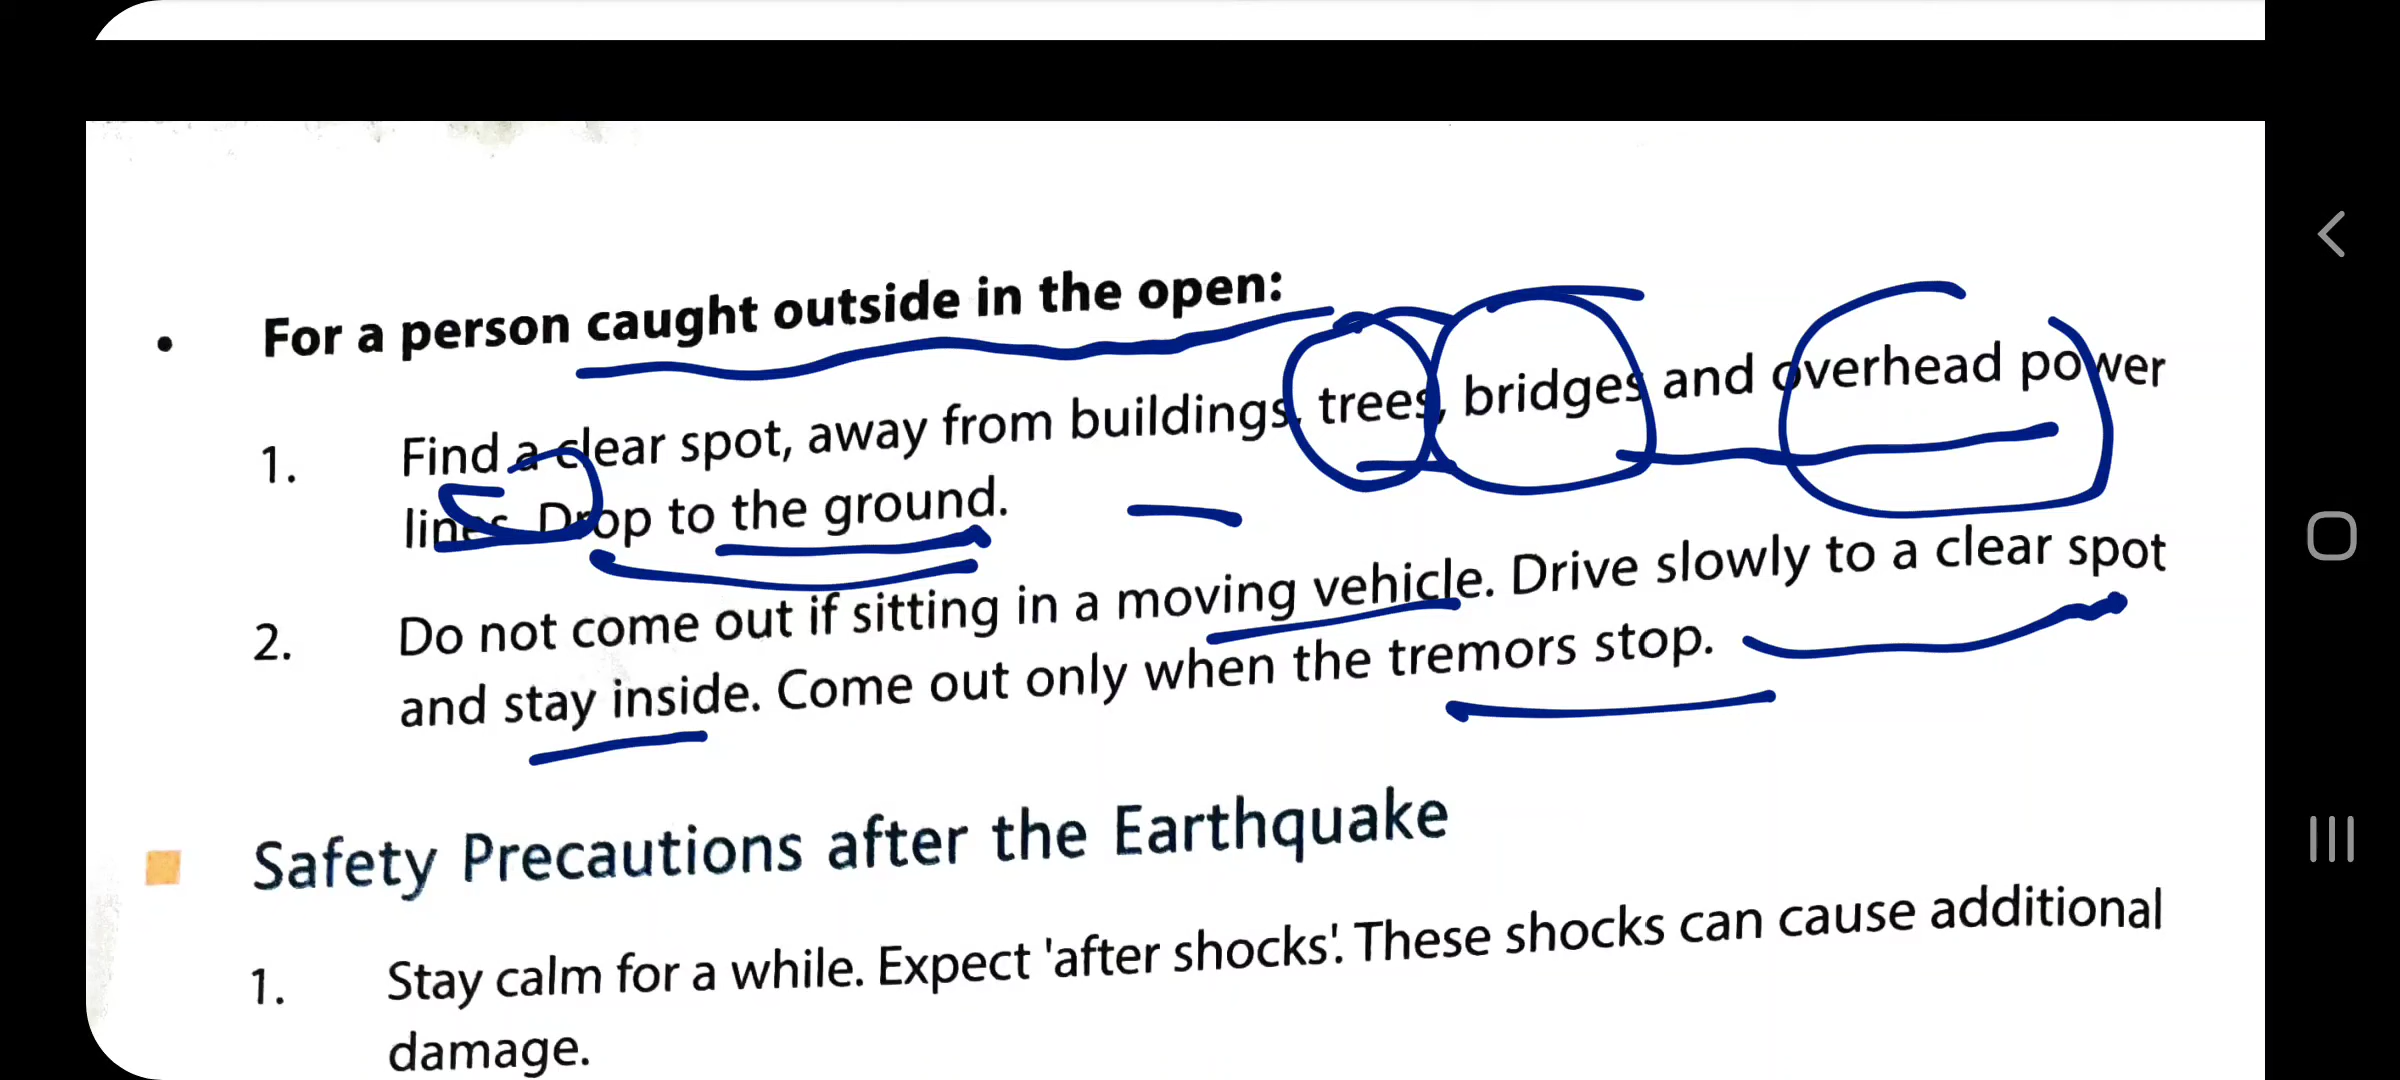 • For a person caught outside in the open:
1. Find a clear spot, away from buildings, trees, bridges and overhead power
lines. Drop to the ground.
2. Do not come out if sitting in a moving vehicle. Drive slowly to a clear spot
and stay inside. Come out only when the tremors stop.
Safety Precautions after the Earthquake
1. Stay calm for a while. Expect 'after shocks'. These shocks can cause additional
damage.